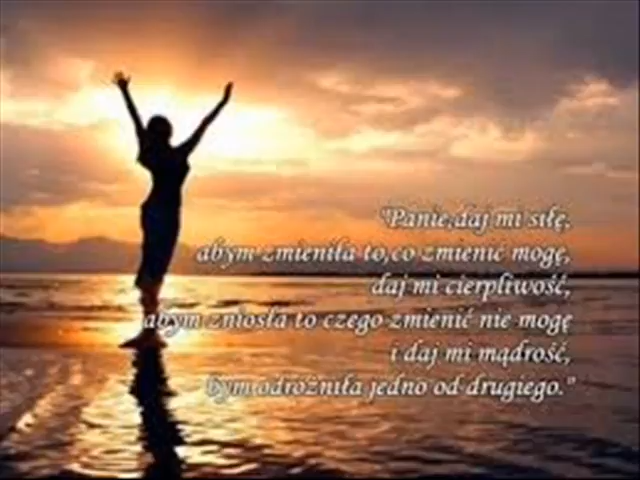 "Panie,daj mi siłę,
abym zmieniła to,co zmienić mogę,
daj mi cierpliwość,
abym zniosła to czego zmienić nie mogę
i daj mi mądrość,
bym odróżniła jedno od drugiego."